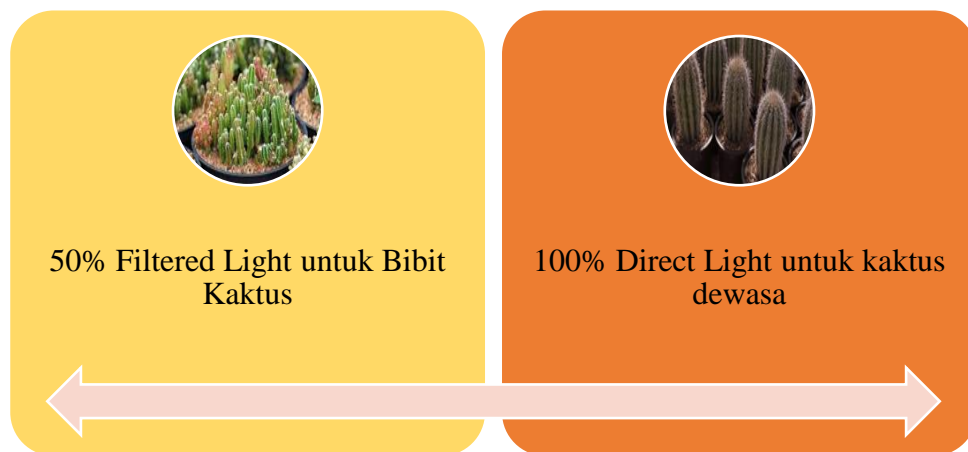 50% Filtered Light untuk Bibit
Kaktus
100% Direct Light untuk kaktus
dewasa